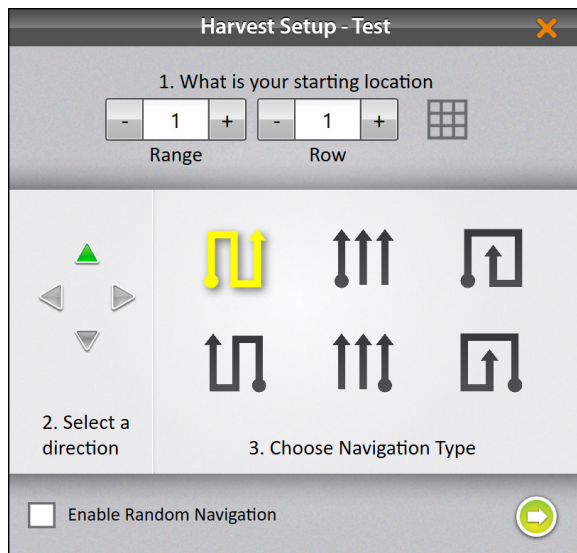 Harvest Setup - Test
1. What is your starting location
- 1 + - 1 +
Range Row
2. Select a
direction
3. Choose Navigation Type
Enable Random Navigation